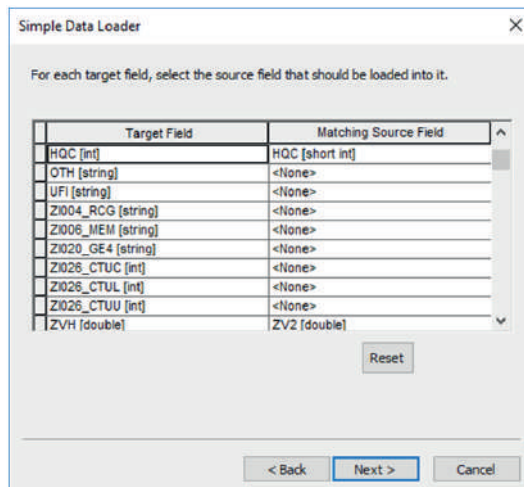 Simple Data Loader
For each target field, select the source field that should be loaded into it.
Target Field Matching Source Field
HQC [int] HQC [short int]
OTH [string] <None>
UFI [string] <None>
ZI004_RCG [string] <None>
ZI006_MEM [string] <None>
ZI020_GE4 [string] <None>
ZI026_CTUC [int] <None>
ZI026_CTUL [int] <None>
ZI026_CTUU [int] <None>
ZVH [double] ZV2 [double]
Reset
< Back Next > Cancel